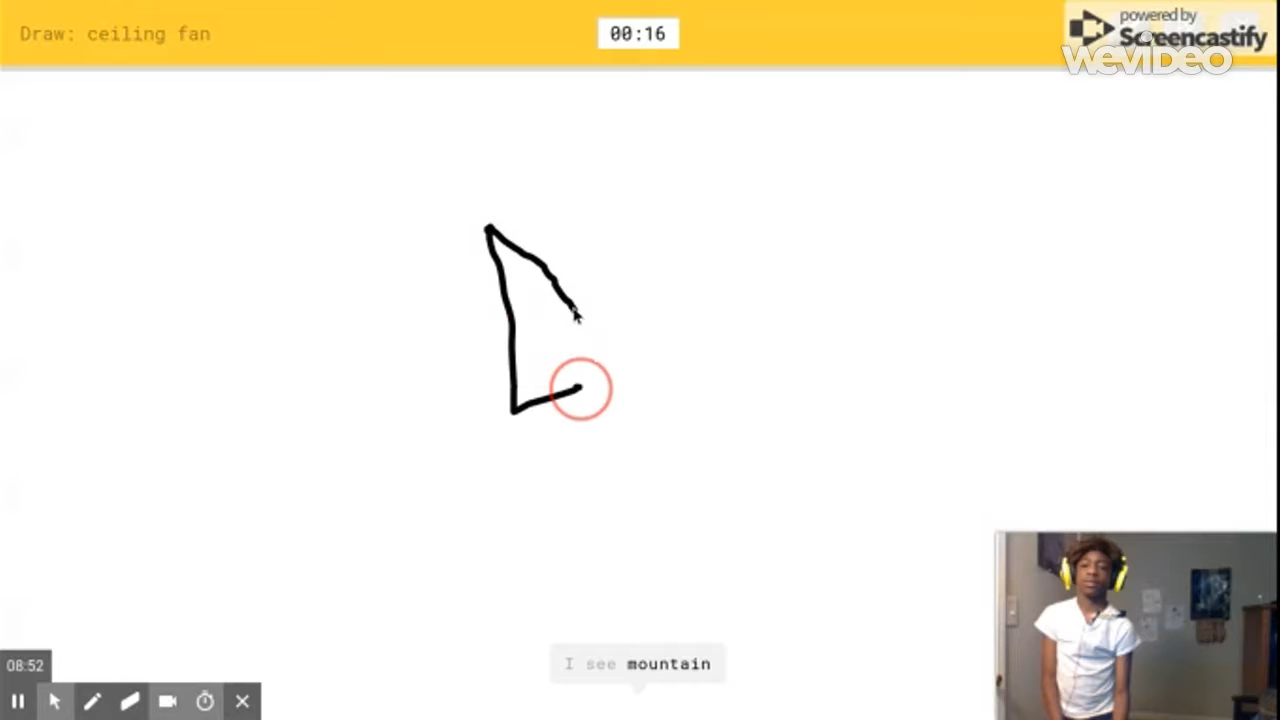 Draw: ceiling fan
00:16
powered by
Screencastify
WeVideo
I see mountain
08:52